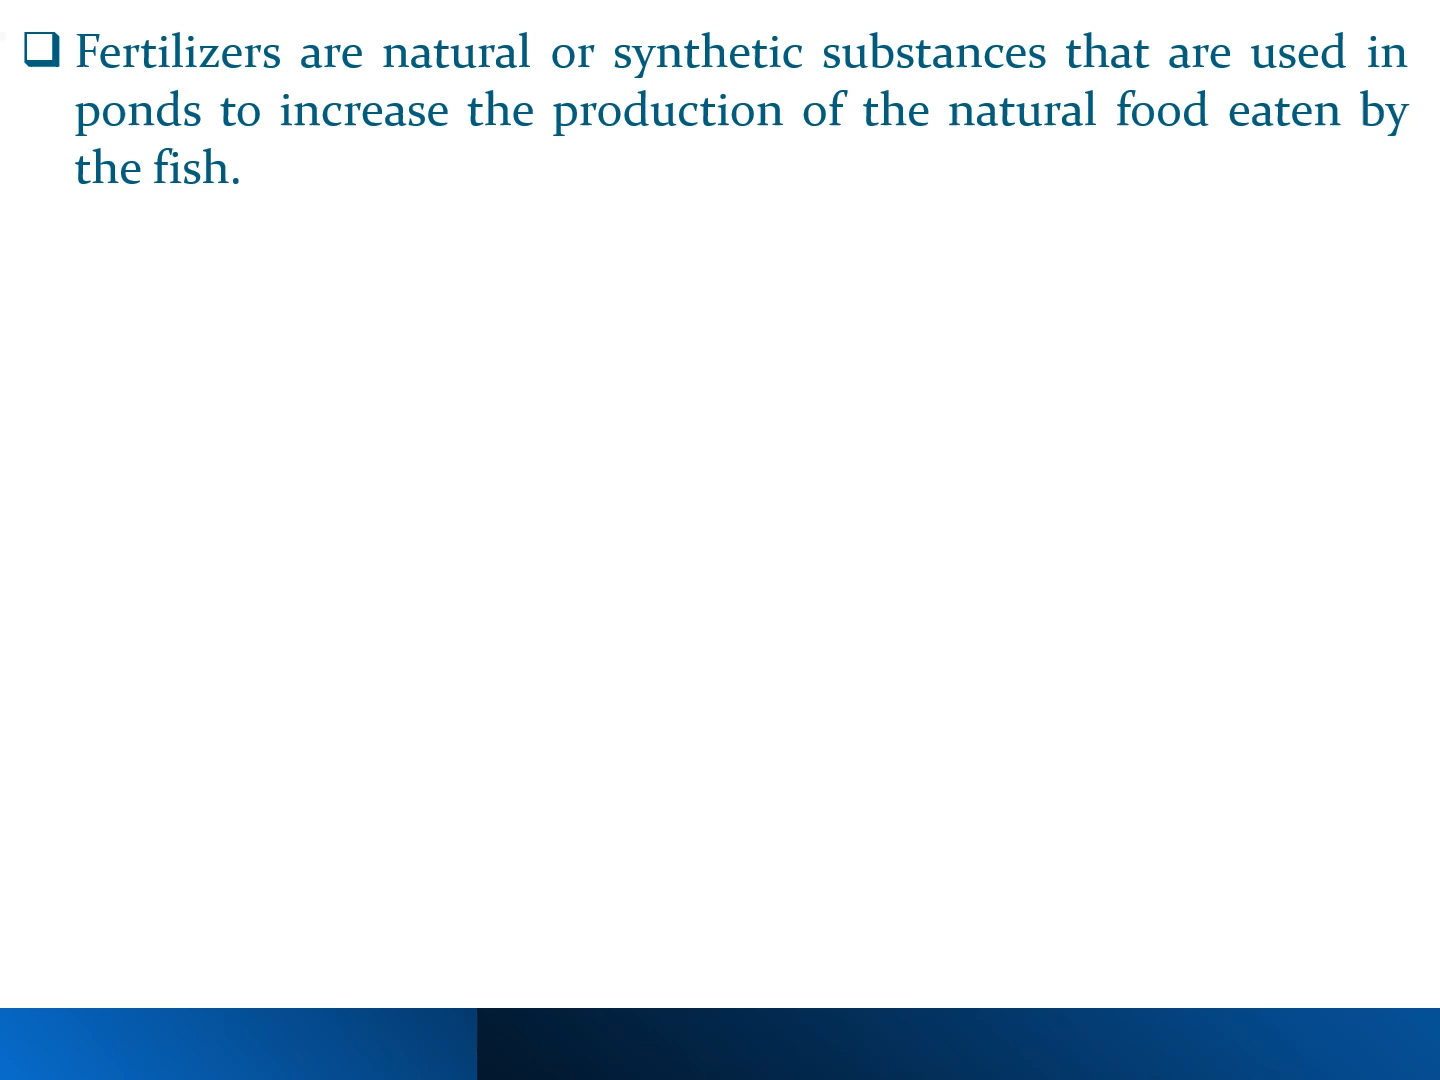 ❑ Fertilizers are natural or synthetic substances that are used in
ponds to increase the production of the natural food eaten by
the fish.